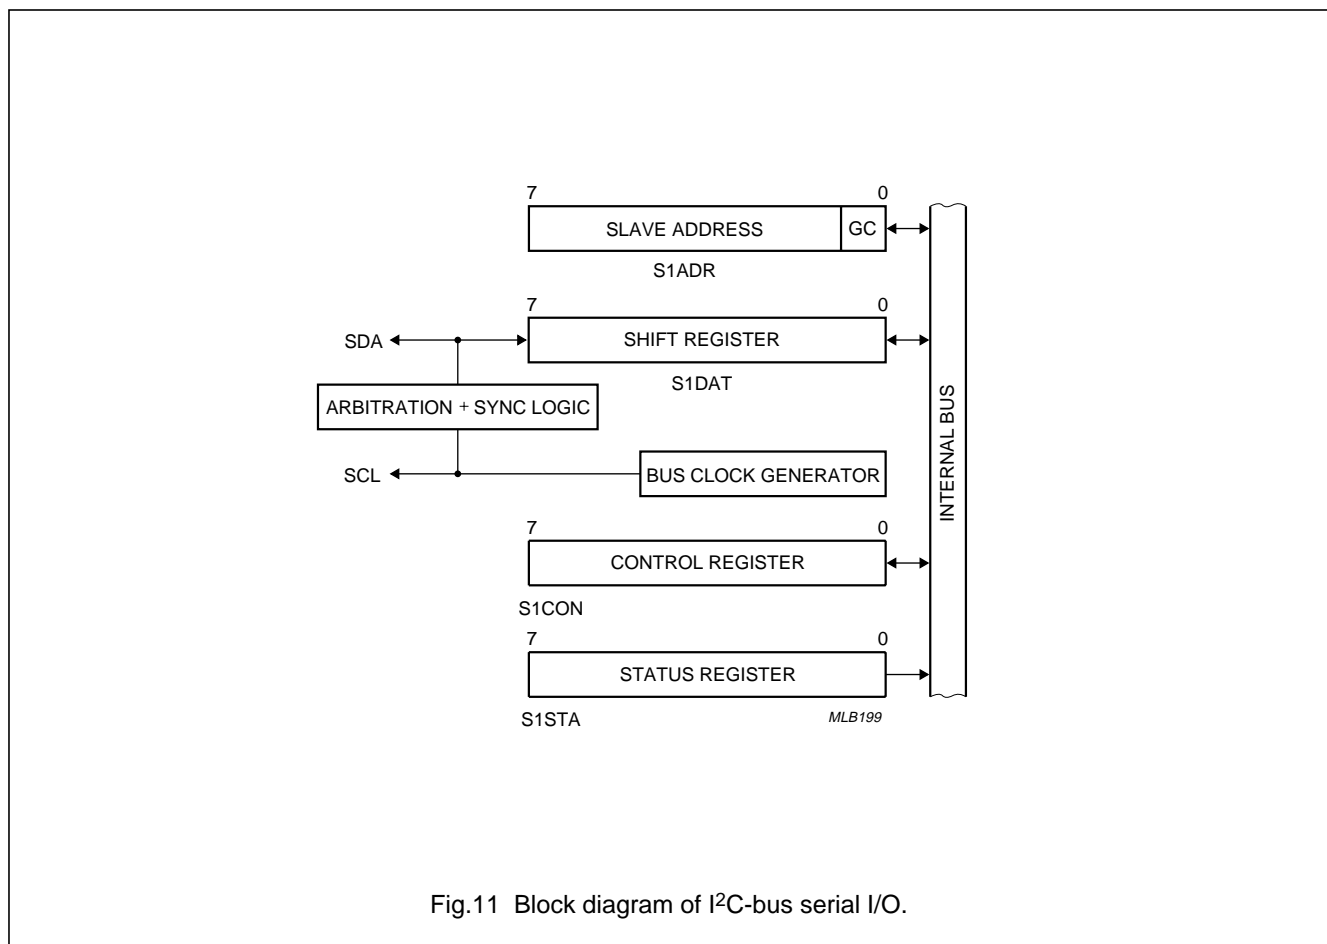 7 0
SLAVE ADDRESS GC
S1ADR
7 0
SDA SHIFT REGISTER
S1DAT
ARBITRATION + SYNC LOGIC
SCL BUS CLOCK GENERATOR
7 0
CONTROL REGISTER
S1CON
7 0
STATUS REGISTER
S1STA
MLB199
INTERNAL BUS
Fig.11 Block diagram of I²C-bus serial I/O.